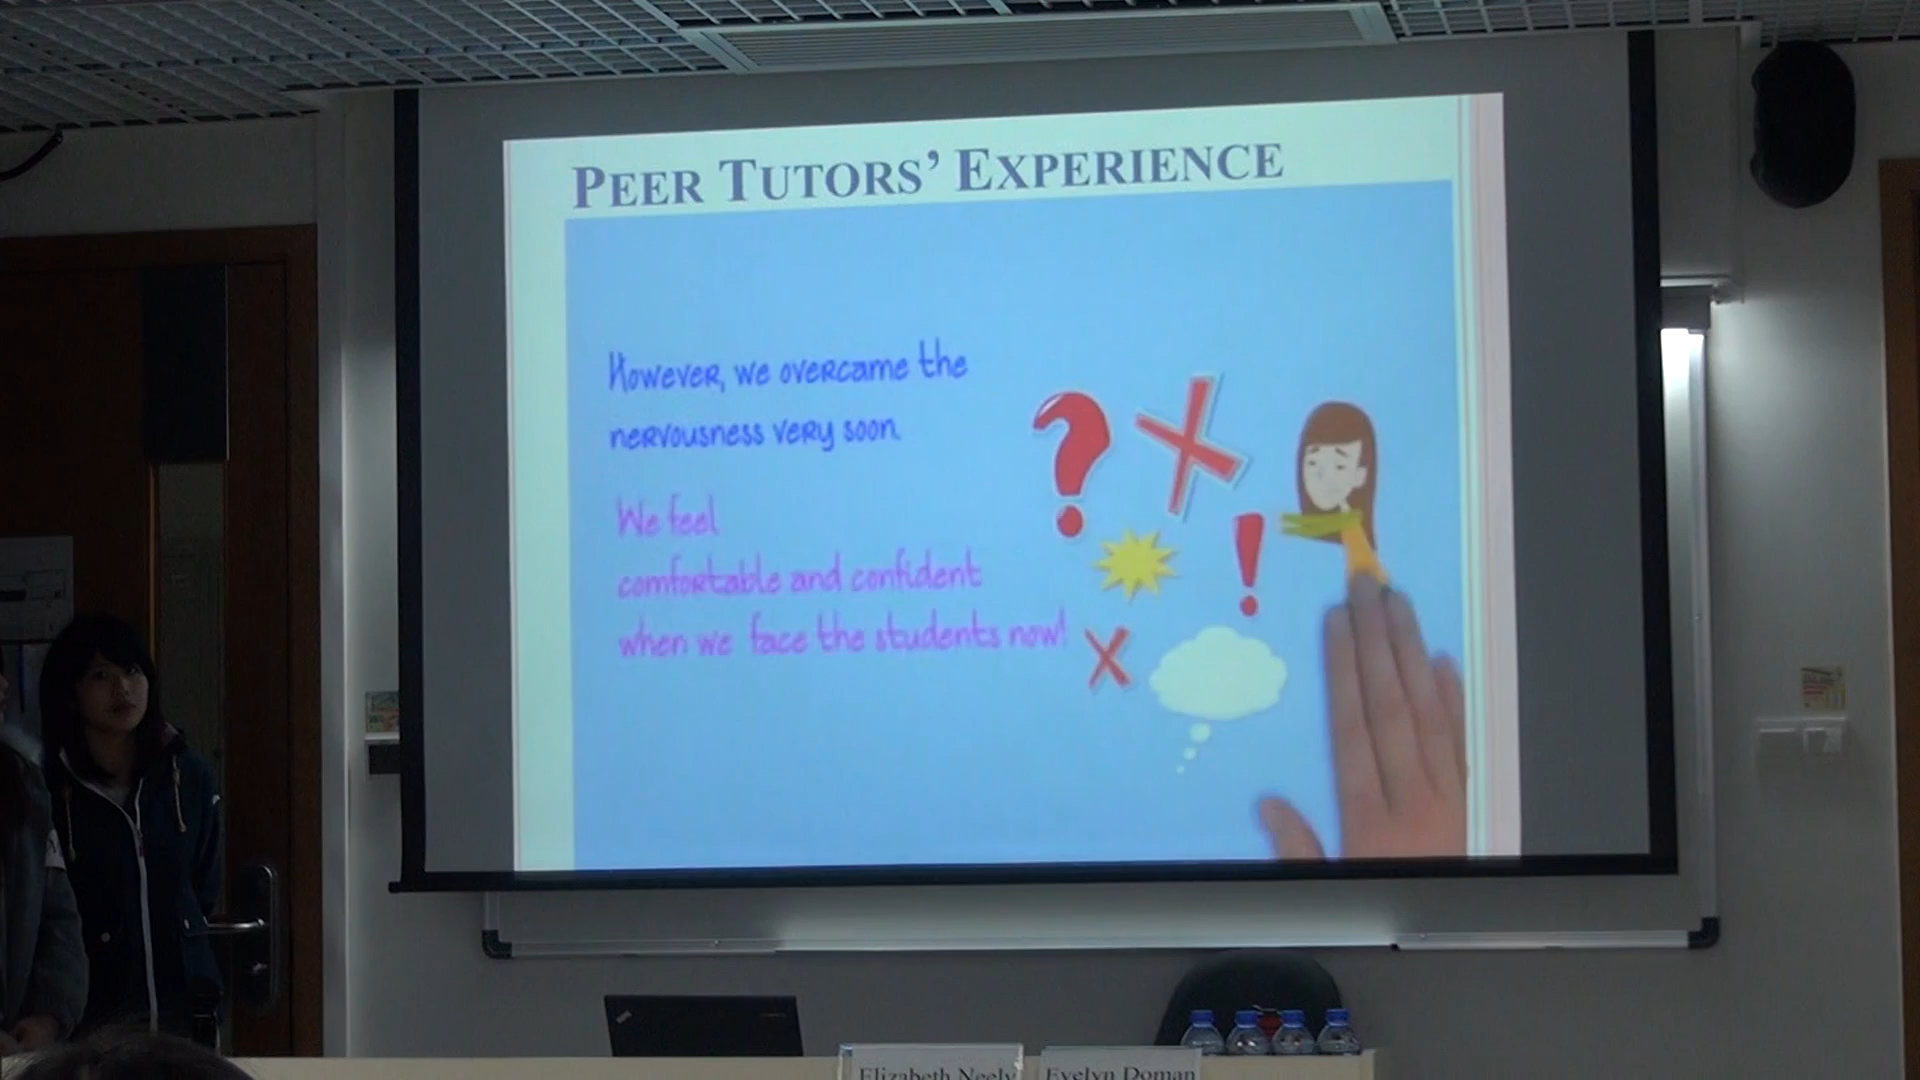 PEER TUTORS' EXPERIENCE
However, we overcame the
nervousness very soon.
We feel
comfortable and confident
when we face the students now!
Elizabeth Neely
Evelyn Doman